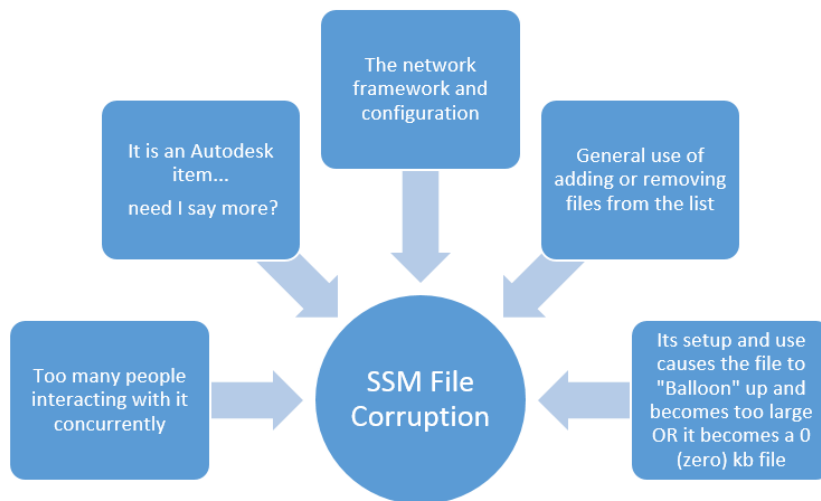 The network
framework and
configuration
It is an Autodesk
item...
need I say more?
General use of
adding or removing
files from the list
Too many people
interacting with it
concurrently
SSM File
Corruption
Its setup and use
causes the file to
"Balloon" up and
becomes too large
OR it becomes a 0
(zero) kb file